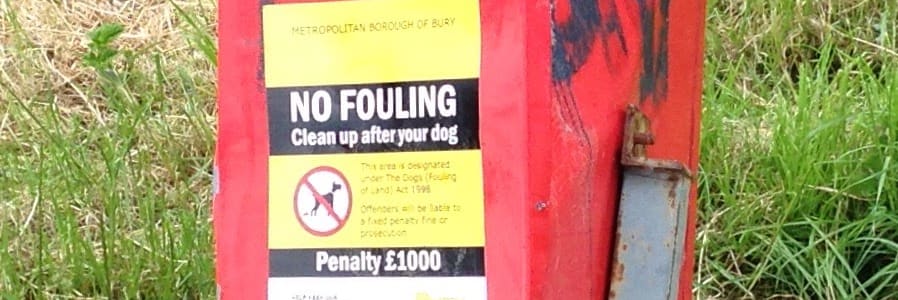 METROPOLITAN BOROUGH OF BURY
NO FOULING
Clean up after your dog
This area is designated
under The Dogs (Fouling
of Land) Act 1996
Offenders will be liable to
a fixed penalty fine or
prosecution
Penalty £1000